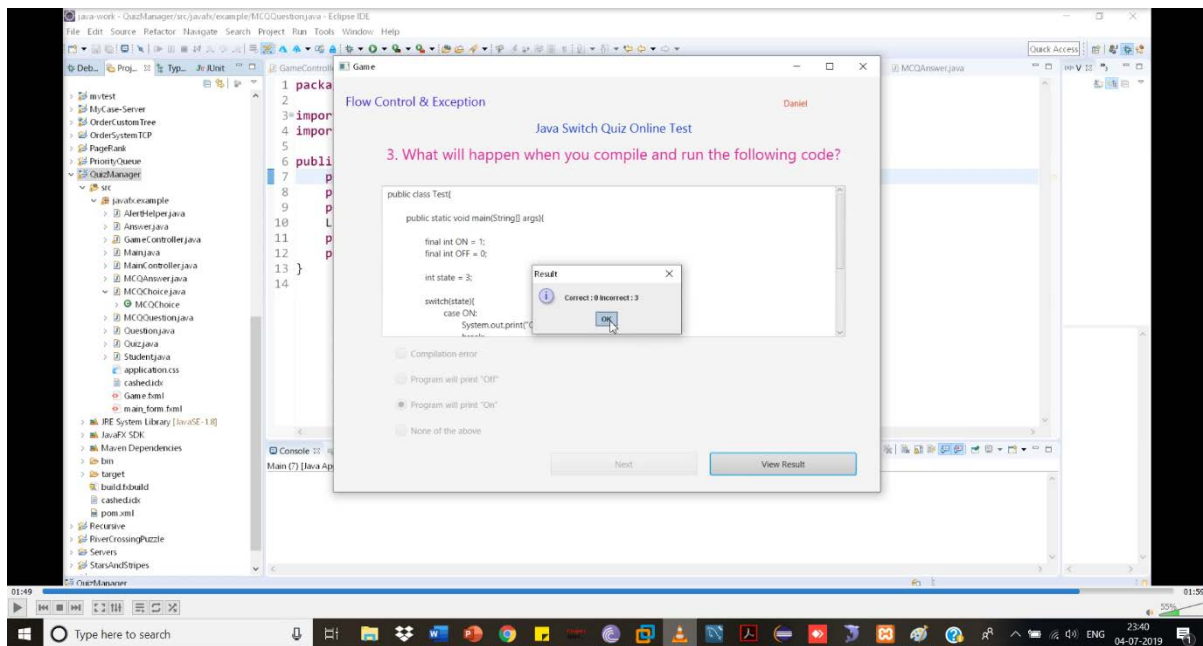 java-work - QuizManager/src/javafx/example/MCQQuestion.java - Eclipse IDE
File Edit Source Refactor Navigate Search Project Run Tools Window Help
Quick Access
Deb... Proj... Typ... JUnit
GameControll
MCQAnswer.java
mvtest
MyCase-Server
OrderCustomTree
OrderSystemTCP
PageRank
PriorityQueue
QuizManager
src
javafx.example
AlertHelper.java
Answer.java
GameController.java
Main.java
MainController.java
MCQAnswer.java
MCQChoice.java
MCQChoice
MCQQuestion.java
Question.java
Quiz.java
Student.java
application.css
cashed.idx
Game.fxml
main_form.fxml
JRE System Library [JavaSE-1.8]
JavaFX SDK
Maven Dependencies
bin
target
build.fxbuild
cashed.idx
pom.xml
Recursive
RiverCrossingPuzzle
Servers
StarsAndStripes
QuizManager
1 packa
2
3 impor
4 impor
5
6 publi
7 p
8 p
9 p
10 L
11 p
12 p
13 }
14
Console
Main (7) [Java Ap
Game
Flow Control & Exception
Daniel
Java Switch Quiz Online Test
3. What will happen when you compile and run the following code?
public class Test{
public static void main(String[] args){
final int ON = 1;
final int OFF = 0;
int state = 3;
switch(state){
case ON:
System.out.print("O
Result
Correct : 0 Incorrect : 3
OK
Compilation error
Program will print "Off"
Program will print "On"
None of the above
Next
View Result
01:49
01:59
55%
Type here to search
ENG
23:40
04-07-2019